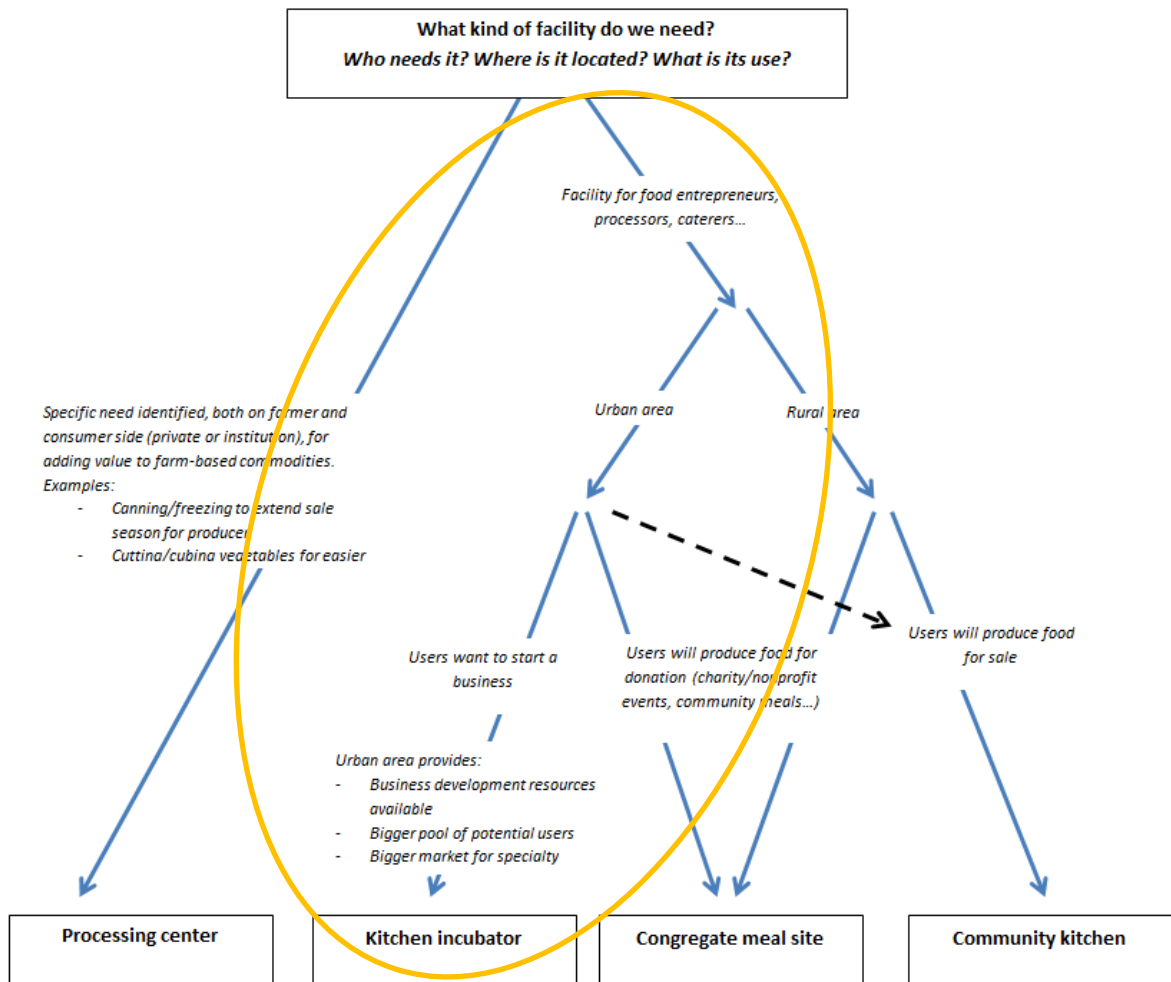 What kind of facility do we need?
Who needs it? Where is it located? What is its use?
Facility for food entrepreneurs,
processors, caterers...
Specific need identified, both on farmer and
consumer side (private or institution), for
adding value to farm-based commodities.
Examples:
- Canning/freezing to extend sale
season for producer
- Cutting/cubing vegetables for easier
Urban area
Rural area
Users want to start a
business
Users will produce food for
donation (charity/nonprofit
events, community meals...)
Users will produce food
for sale
Urban area provides:
- Business development resources
available
- Bigger pool of potential users
- Bigger market for specialty
Processing center
Kitchen incubator
Congregate meal site
Community kitchen